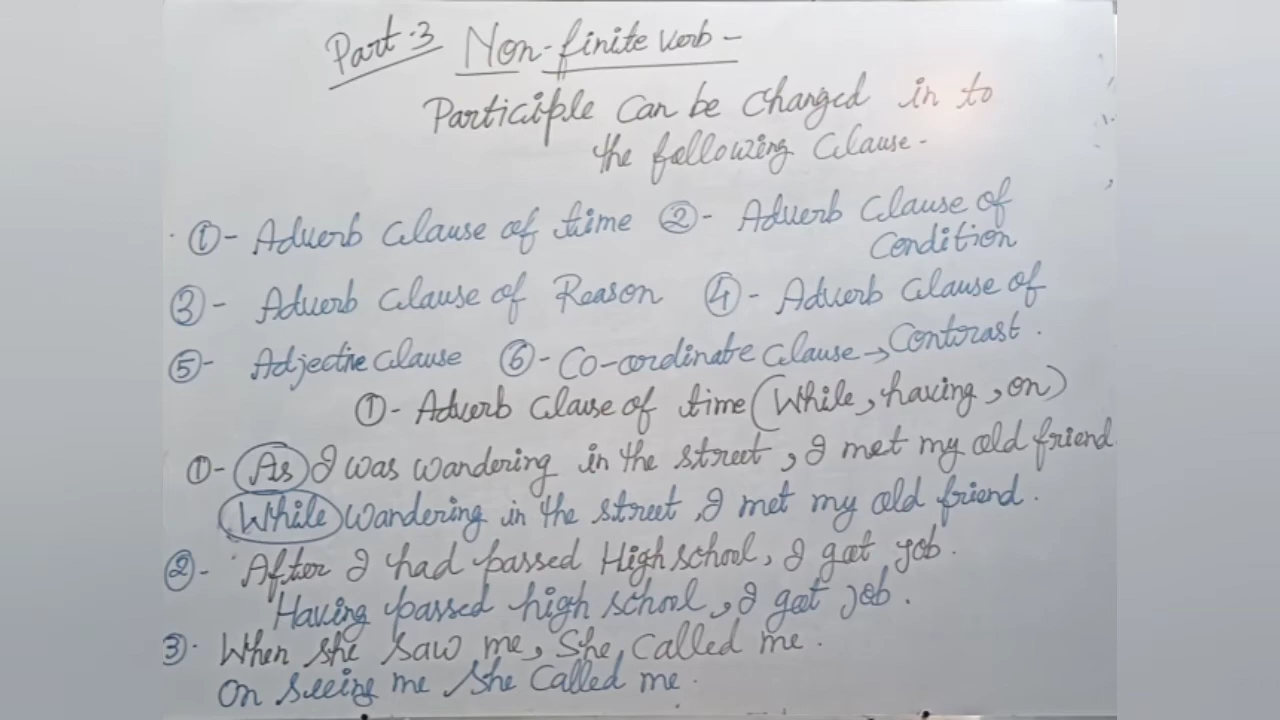 Part-3 Non-finite verb -
Participle can be changed in to
the following clause -
① - Adverb Clause of time ② - Adverb Clause of
Condition
③ - Adverb Clause of Reason ④ - Adverb Clause of
⑤ - Adjective Clause ⑥ - Co-ordinate Clause → Contrast.
① - Adverb Clause of time (While, having, on)
① - As I was wandering in the street, I met my old friend
While wandering in the street, I met my old friend.
② - After I had passed High school, I got job.
Having passed high school, I got job.
③ . When she saw me, She called me.
On seeing me she called me.